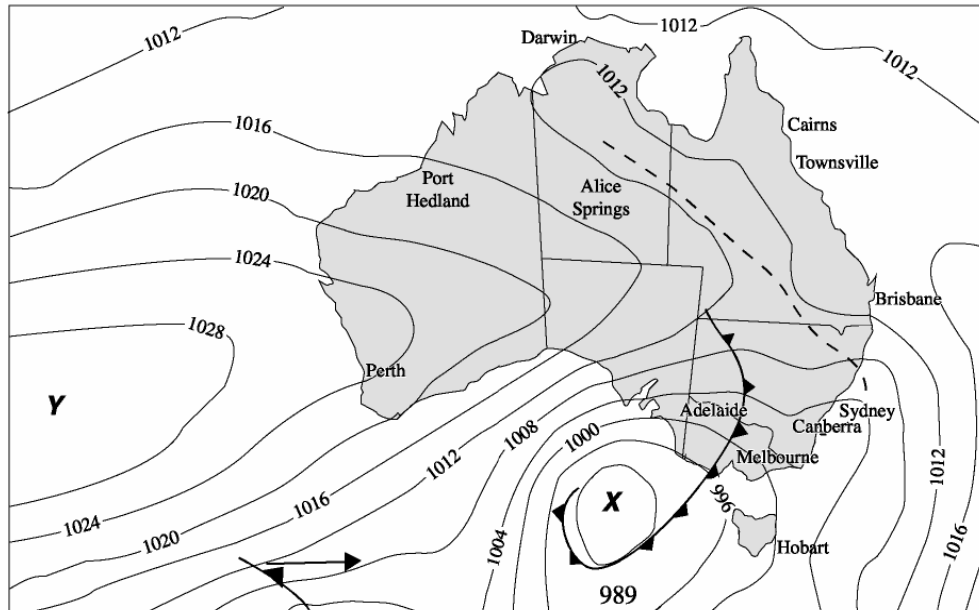 1012
1012
1012
Darwin
1012
1016
Cairns
Townsville
Port
Hedland
Alice
Springs
1020
1024
Brisbane
1028
Perth
Y
Adelaide
Sydney
Canberra
1008
1000
Melbourne
1012
1012
X
996
1016
1024
1020
1004
1016
Hobart
989